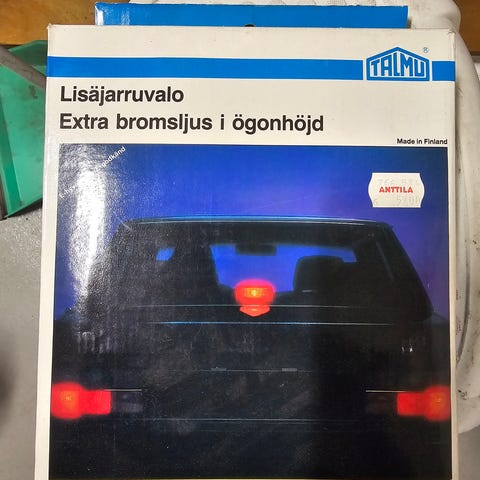 TALMU®
Lisäjarruvalo
Extra bromsljus i ögonhöjd
Made in Finland
ANTTILA